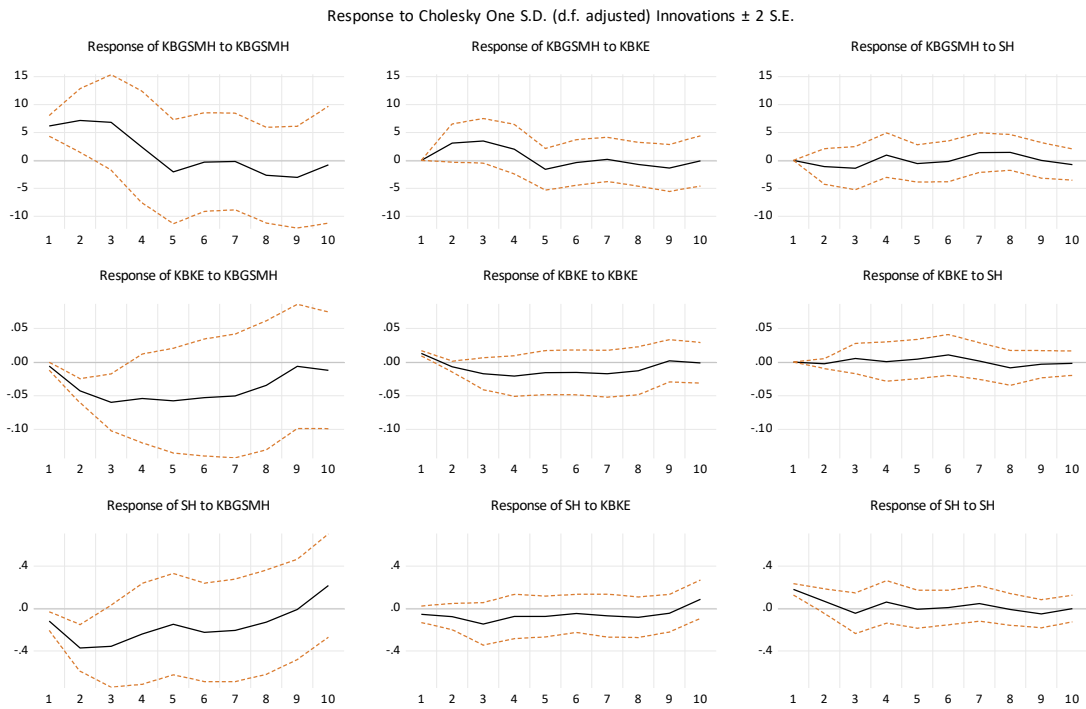 Response to Cholesky One S.D. (d.f. adjusted) Innovations ± 2 S.E.
Response of KBGSMH to KBGSMH
15
10
5
0
-5
-10
1 2 3 4 5 6 7 8 9 10
Response of KBGSMH to KBKE
15
10
5
0
-5
-10
1 2 3 4 5 6 7 8 9 10
Response of KBGSMH to SH
15
10
5
0
-5
-10
1 2 3 4 5 6 7 8 9 10
Response of KBKE to KBGSMH
.05
.00
-.05
-.10
1 2 3 4 5 6 7 8 9 10
Response of KBKE to KBKE
.05
.00
-.05
-.10
1 2 3 4 5 6 7 8 9 10
Response of KBKE to SH
.05
.00
-.05
-.10
1 2 3 4 5 6 7 8 9 10
Response of SH to KBGSMH
.4
.0
-.4
1 2 3 4 5 6 7 8 9 10
Response of SH to KBKE
.4
.0
-.4
1 2 3 4 5 6 7 8 9 10
Response of SH to SH
.4
.0
-.4
1 2 3 4 5 6 7 8 9 10